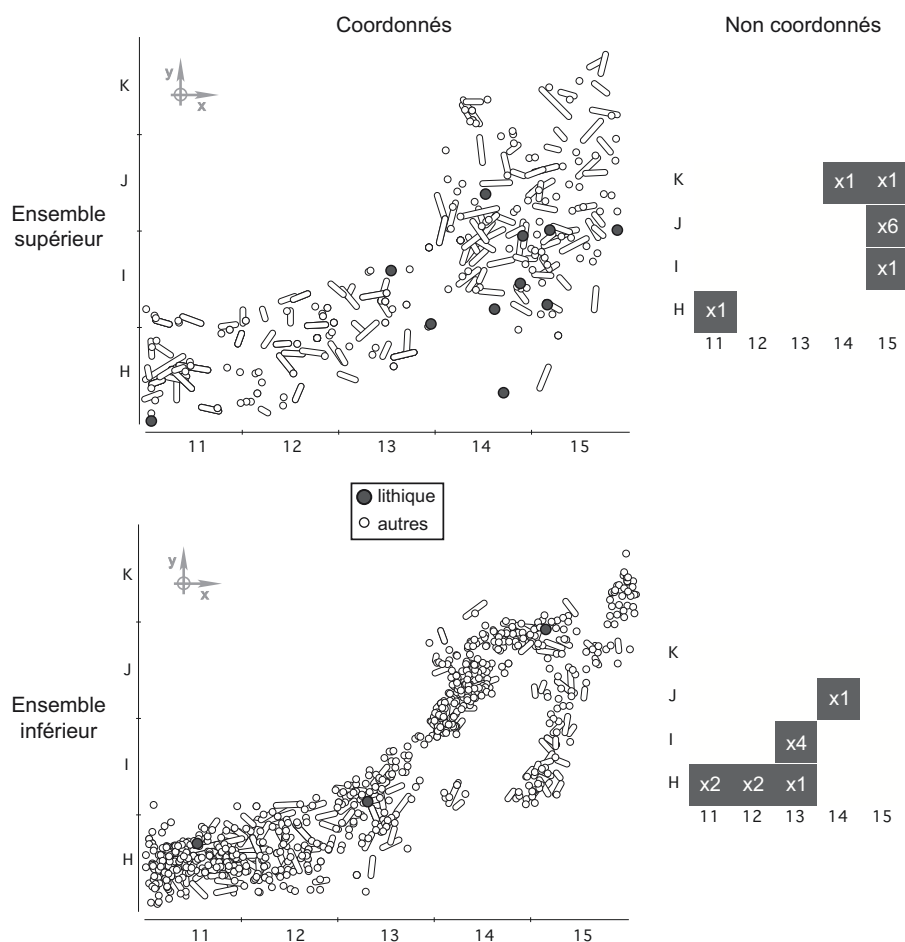 Coordonnés
Non coordonnés
Ensemble
supérieur
K
J
I
H
y
x
11 12 13 14 15
K x1 x1
J x6
I x1
H x1
11 12 13 14 15
lithique
autres
Ensemble
inférieur
K
J
I
H
y
x
11 12 13 14 15
K
J x1
I x4
H x2 x2 x1
11 12 13 14 15